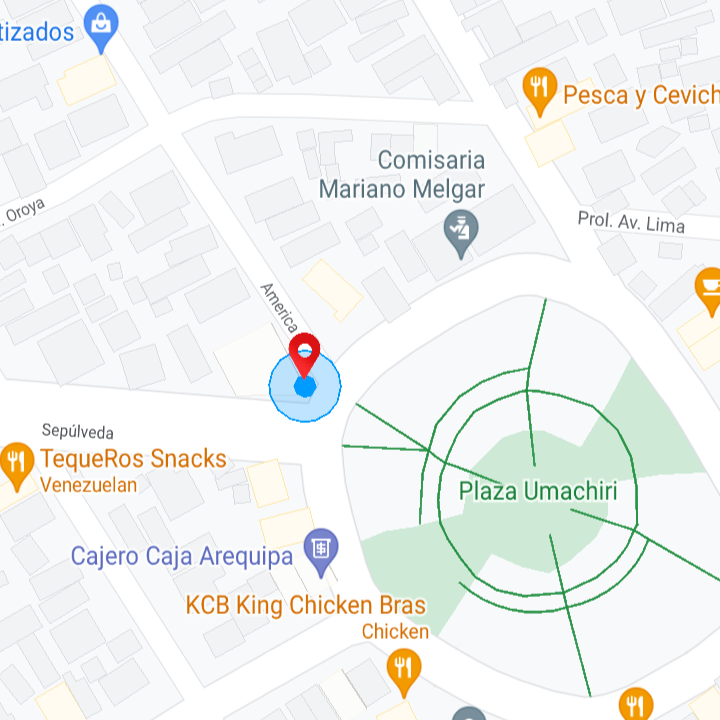 tizados
Pesca y Cevich
Comisaria
Mariano Melgar
. Oroya
Prol. Av. Lima
America
Sepúlveda
TequeRos Snacks
Venezuelan
Plaza Umachiri
Cajero Caja Arequipa
KCB King Chicken Bras
Chicken